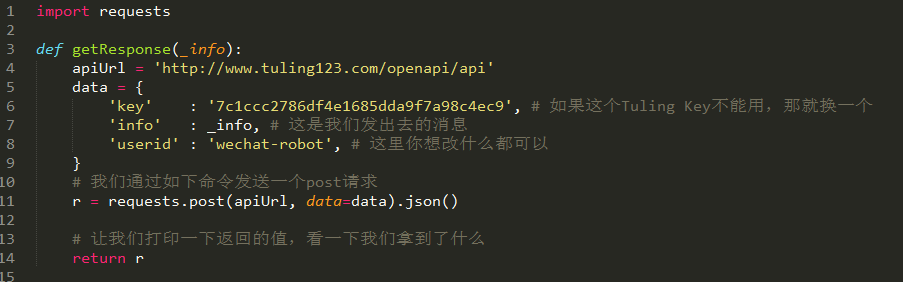 1 import requests
2
3 def getResponse(_info):
4     apiUrl = 'http://www.tuling123.com/openapi/api'
5     data = {
6         'key'    : '7c1ccc2786df4e1685dda9f7a98c4ec9', # 如果这个Tuling Key不能用，那就换一个
7         'info'   : _info, # 这是我们发出去的消息
8         'userid' : 'wechat-robot', # 这里你想改什么都可以
9     }
10     # 我们通过如下命令发送一个post请求
11     r = requests.post(apiUrl, data=data).json()
12
13     # 让我们打印一下返回的值，看一下我们拿到了什么
14     return r
15